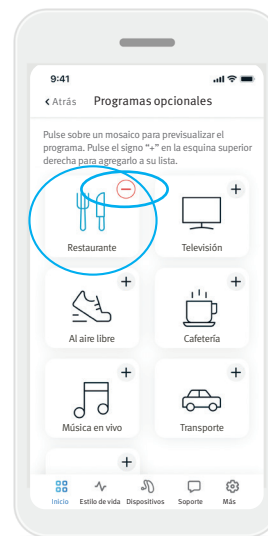 9:41
Atrás Programas opcionales
Pulse sobre un mosaico para previsualizar el
programa. Pulse el signo "+" en la esquina superior
derecha para agregarlo a su lista.
Restaurante Televisión
Al aire libre Cafetería
Música en vivo Transporte
Inicio Estilo de vida Dispositivos Soporte Más